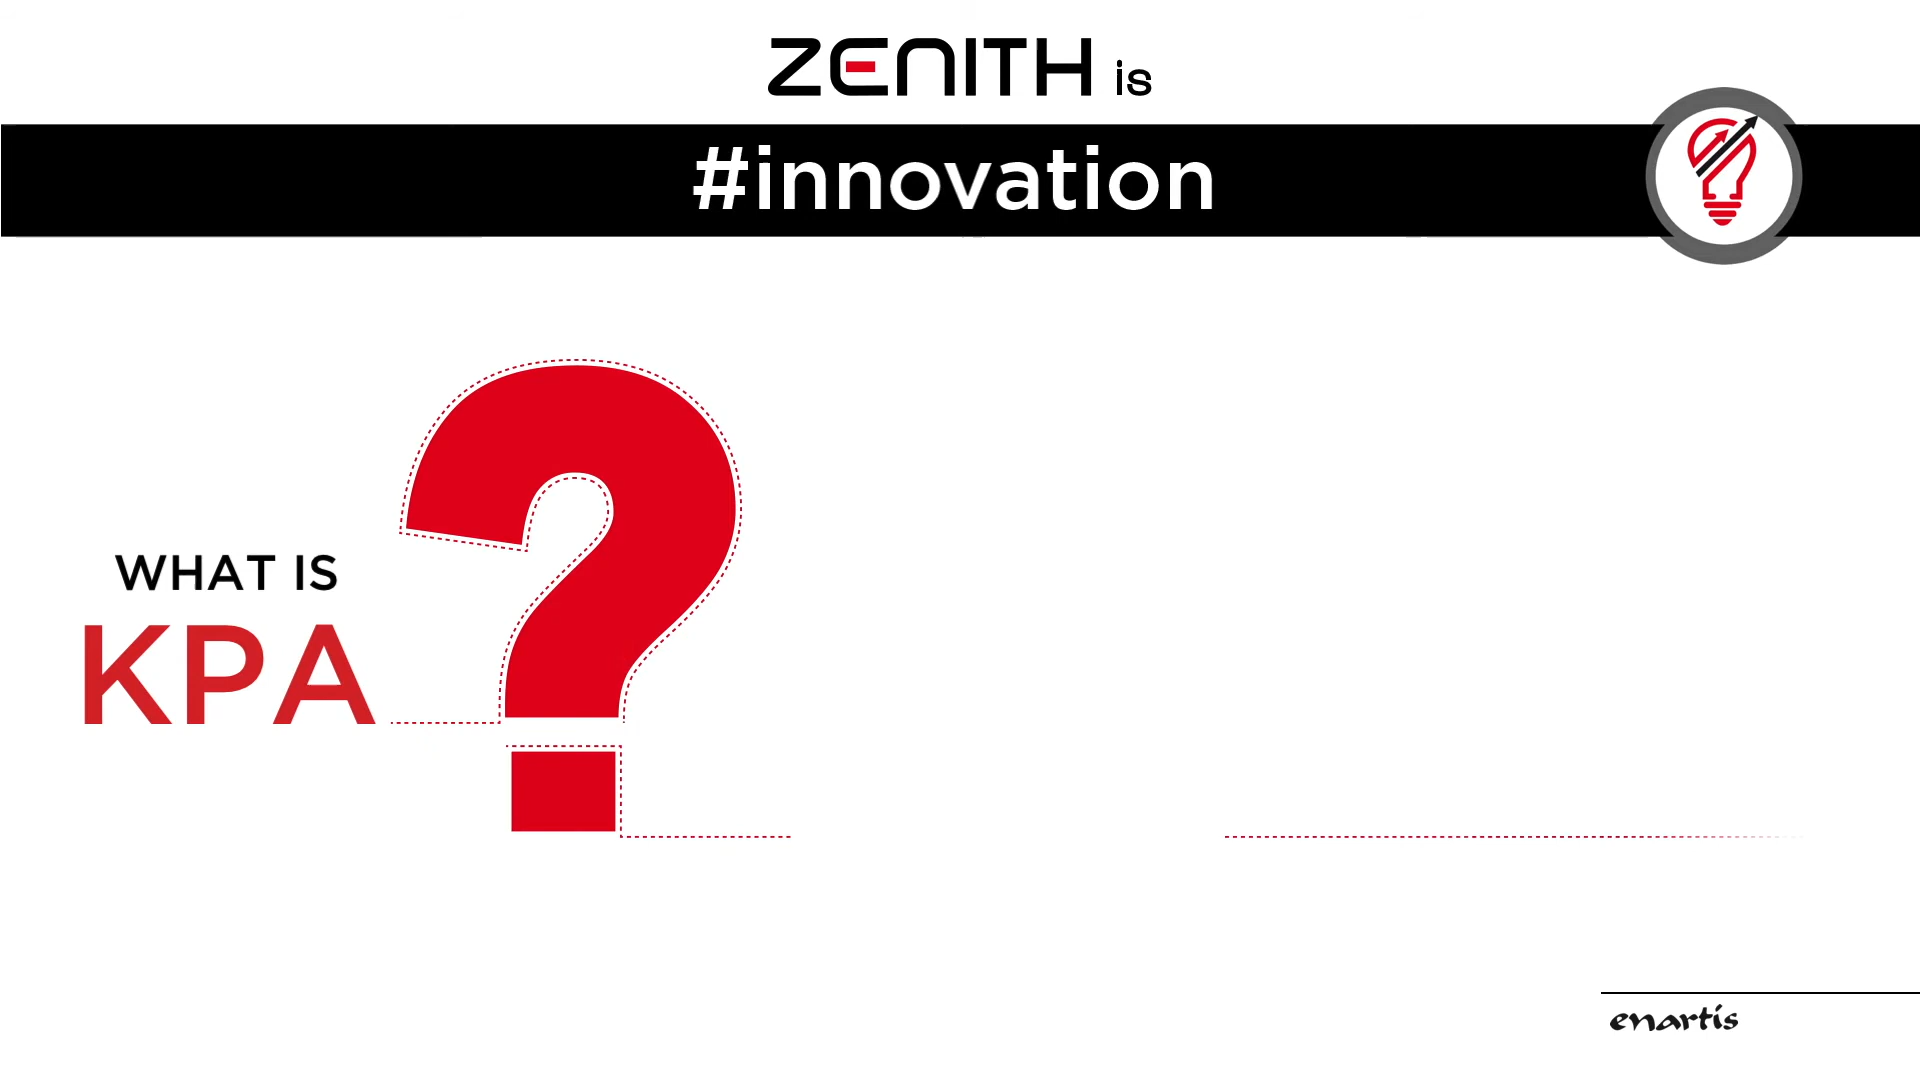 ZENITH is
#innovation
WHAT IS
KPA
?
enartis